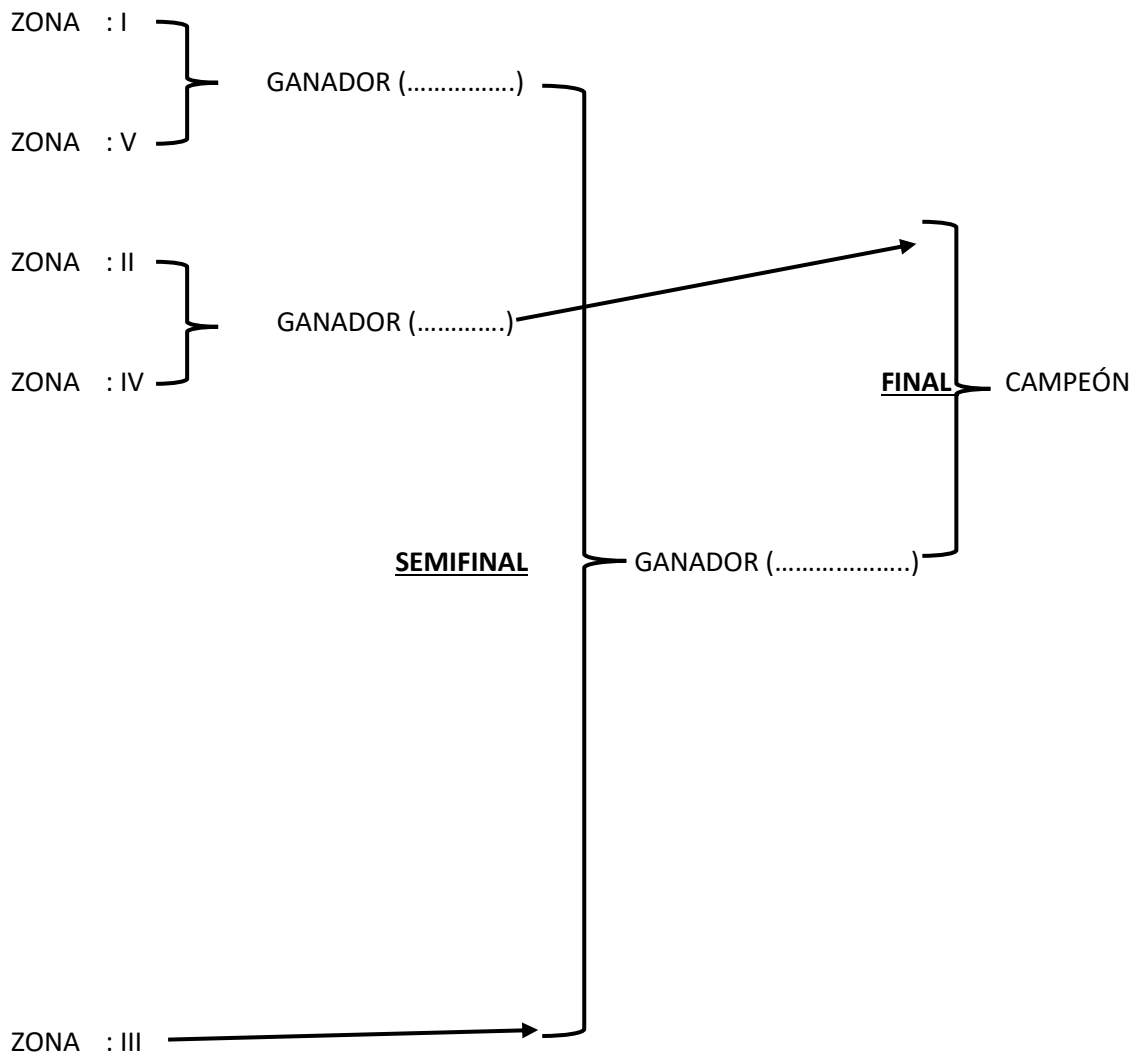 ZONA : I
GANADOR (…………….)
ZONA : V
ZONA : II
GANADOR (………….)
ZONA : IV
FINAL
CAMPEÓN
SEMIFINAL
GANADOR (………………..)
ZONA : III